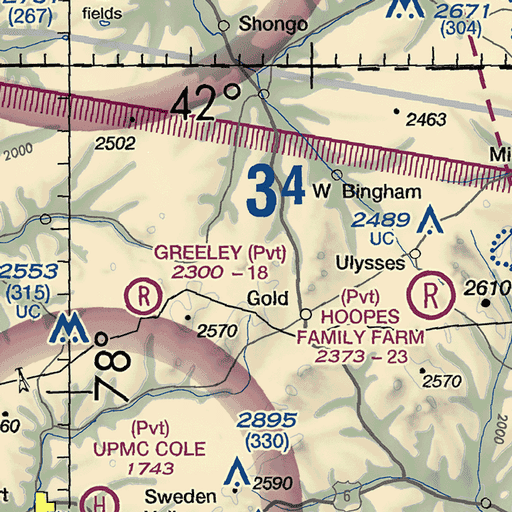 (267)
fields
Shongo
2671
(304)
42°
2463
2502
2000
34
W Bingham
2489
UC
Ulysses
GREELEY (Pvt)
2300 - 18
R
2553
(315)
UC
Gold
(Pvt)
HOOPES
FAMILY FARM
2373 - 23
R
2610
2570
78°
2570
2000
(Pvt)
UPMC COLE
1743
H
2895
(330)
2590
6
Sweden